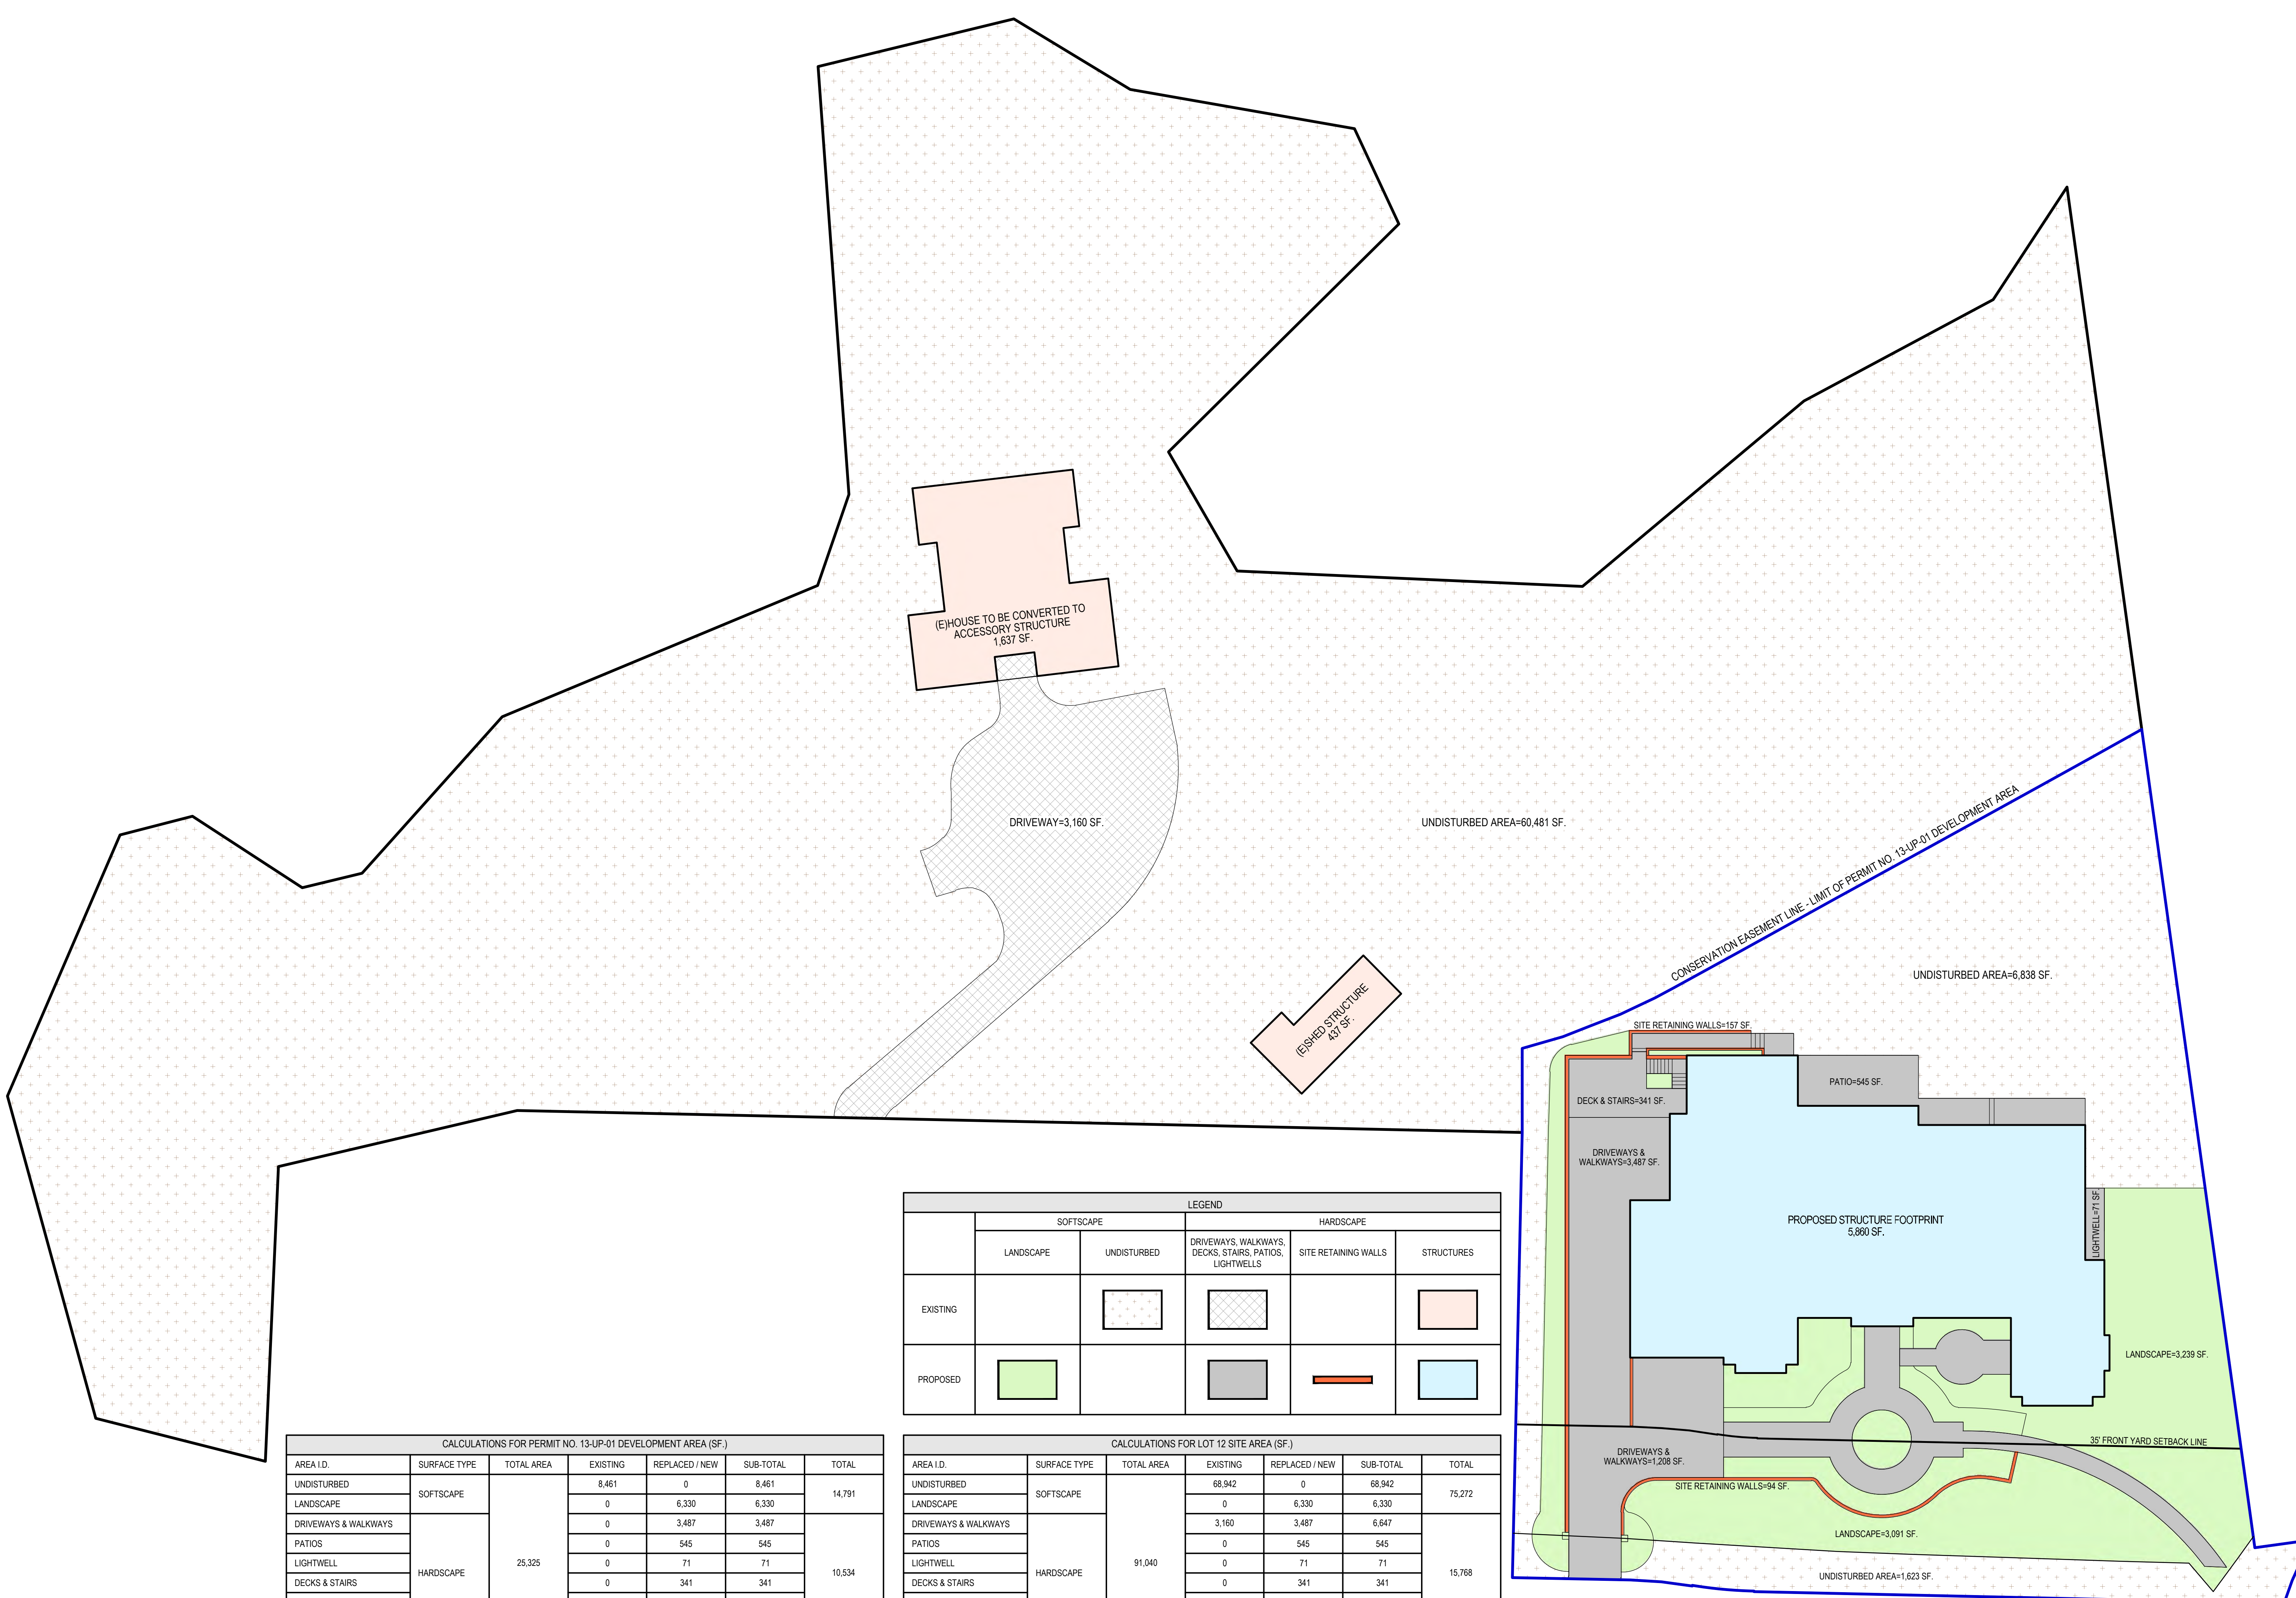 (E)HOUSE TO BE CONVERTED TO
ACCESSORY STRUCTURE
1,637 SF.
DRIVEWAY=3,160 SF.
UNDISTURBED AREA=60,481 SF.
(E)SHED STRUCTURE
437 SF.
CONSERVATION EASEMENT LINE - LIMIT OF PERMIT NO. 13-UP-01 DEVELOPMENT AREA
UNDISTURBED AREA=6,838 SF.
SITE RETAINING WALLS=157 SF.
PATIO=545 SF.
DECK & STAIRS=341 SF.
DRIVEWAYS &
WALKWAYS=3,487 SF.
PROPOSED STRUCTURE FOOTPRINT
5,860 SF.
LIGHTWELL=71 SF.
LANDSCAPE=3,239 SF.
35' FRONT YARD SETBACK LINE
DRIVEWAYS &
WALKWAYS=1,208 SF.
SITE RETAINING WALLS=94 SF.
LANDSCAPE=3,091 SF.
UNDISTURBED AREA=1,623 SF.
LEGEND
SOFTSCAPE HARDSCAPE
LANDSCAPE UNDISTURBED DRIVEWAYS, WALKWAYS, SITE RETAINING WALLS STRUCTURES
DECKS, STAIRS, PATIOS,
LIGHTWELLS
EXISTING
PROPOSED
CALCULATIONS FOR PERMIT NO. 13-UP-01 DEVELOPMENT AREA (SF.)
AREA I.D. SURFACE TYPE TOTAL AREA EXISTING REPLACED / NEW SUB-TOTAL TOTAL
UNDISTURBED SOFTSCAPE 25,325 8,461 0 8,461 14,791
LANDSCAPE 0 6,330 6,330
DRIVEWAYS & WALKWAYS HARDSCAPE 0 3,487 3,487 10,534
PATIOS 0 545 545
LIGHTWELL 0 71 71
DECKS & STAIRS 0 341 341
CALCULATIONS FOR LOT 12 SITE AREA (SF.)
AREA I.D. SURFACE TYPE TOTAL AREA EXISTING REPLACED / NEW SUB-TOTAL TOTAL
UNDISTURBED SOFTSCAPE 91,040 68,942 0 68,942 75,272
LANDSCAPE 0 6,330 6,330
DRIVEWAYS & WALKWAYS HARDSCAPE 3,160 3,487 6,647 15,768
PATIOS 0 545 545
LIGHTWELL 0 71 71
DECKS & STAIRS 0 341 341